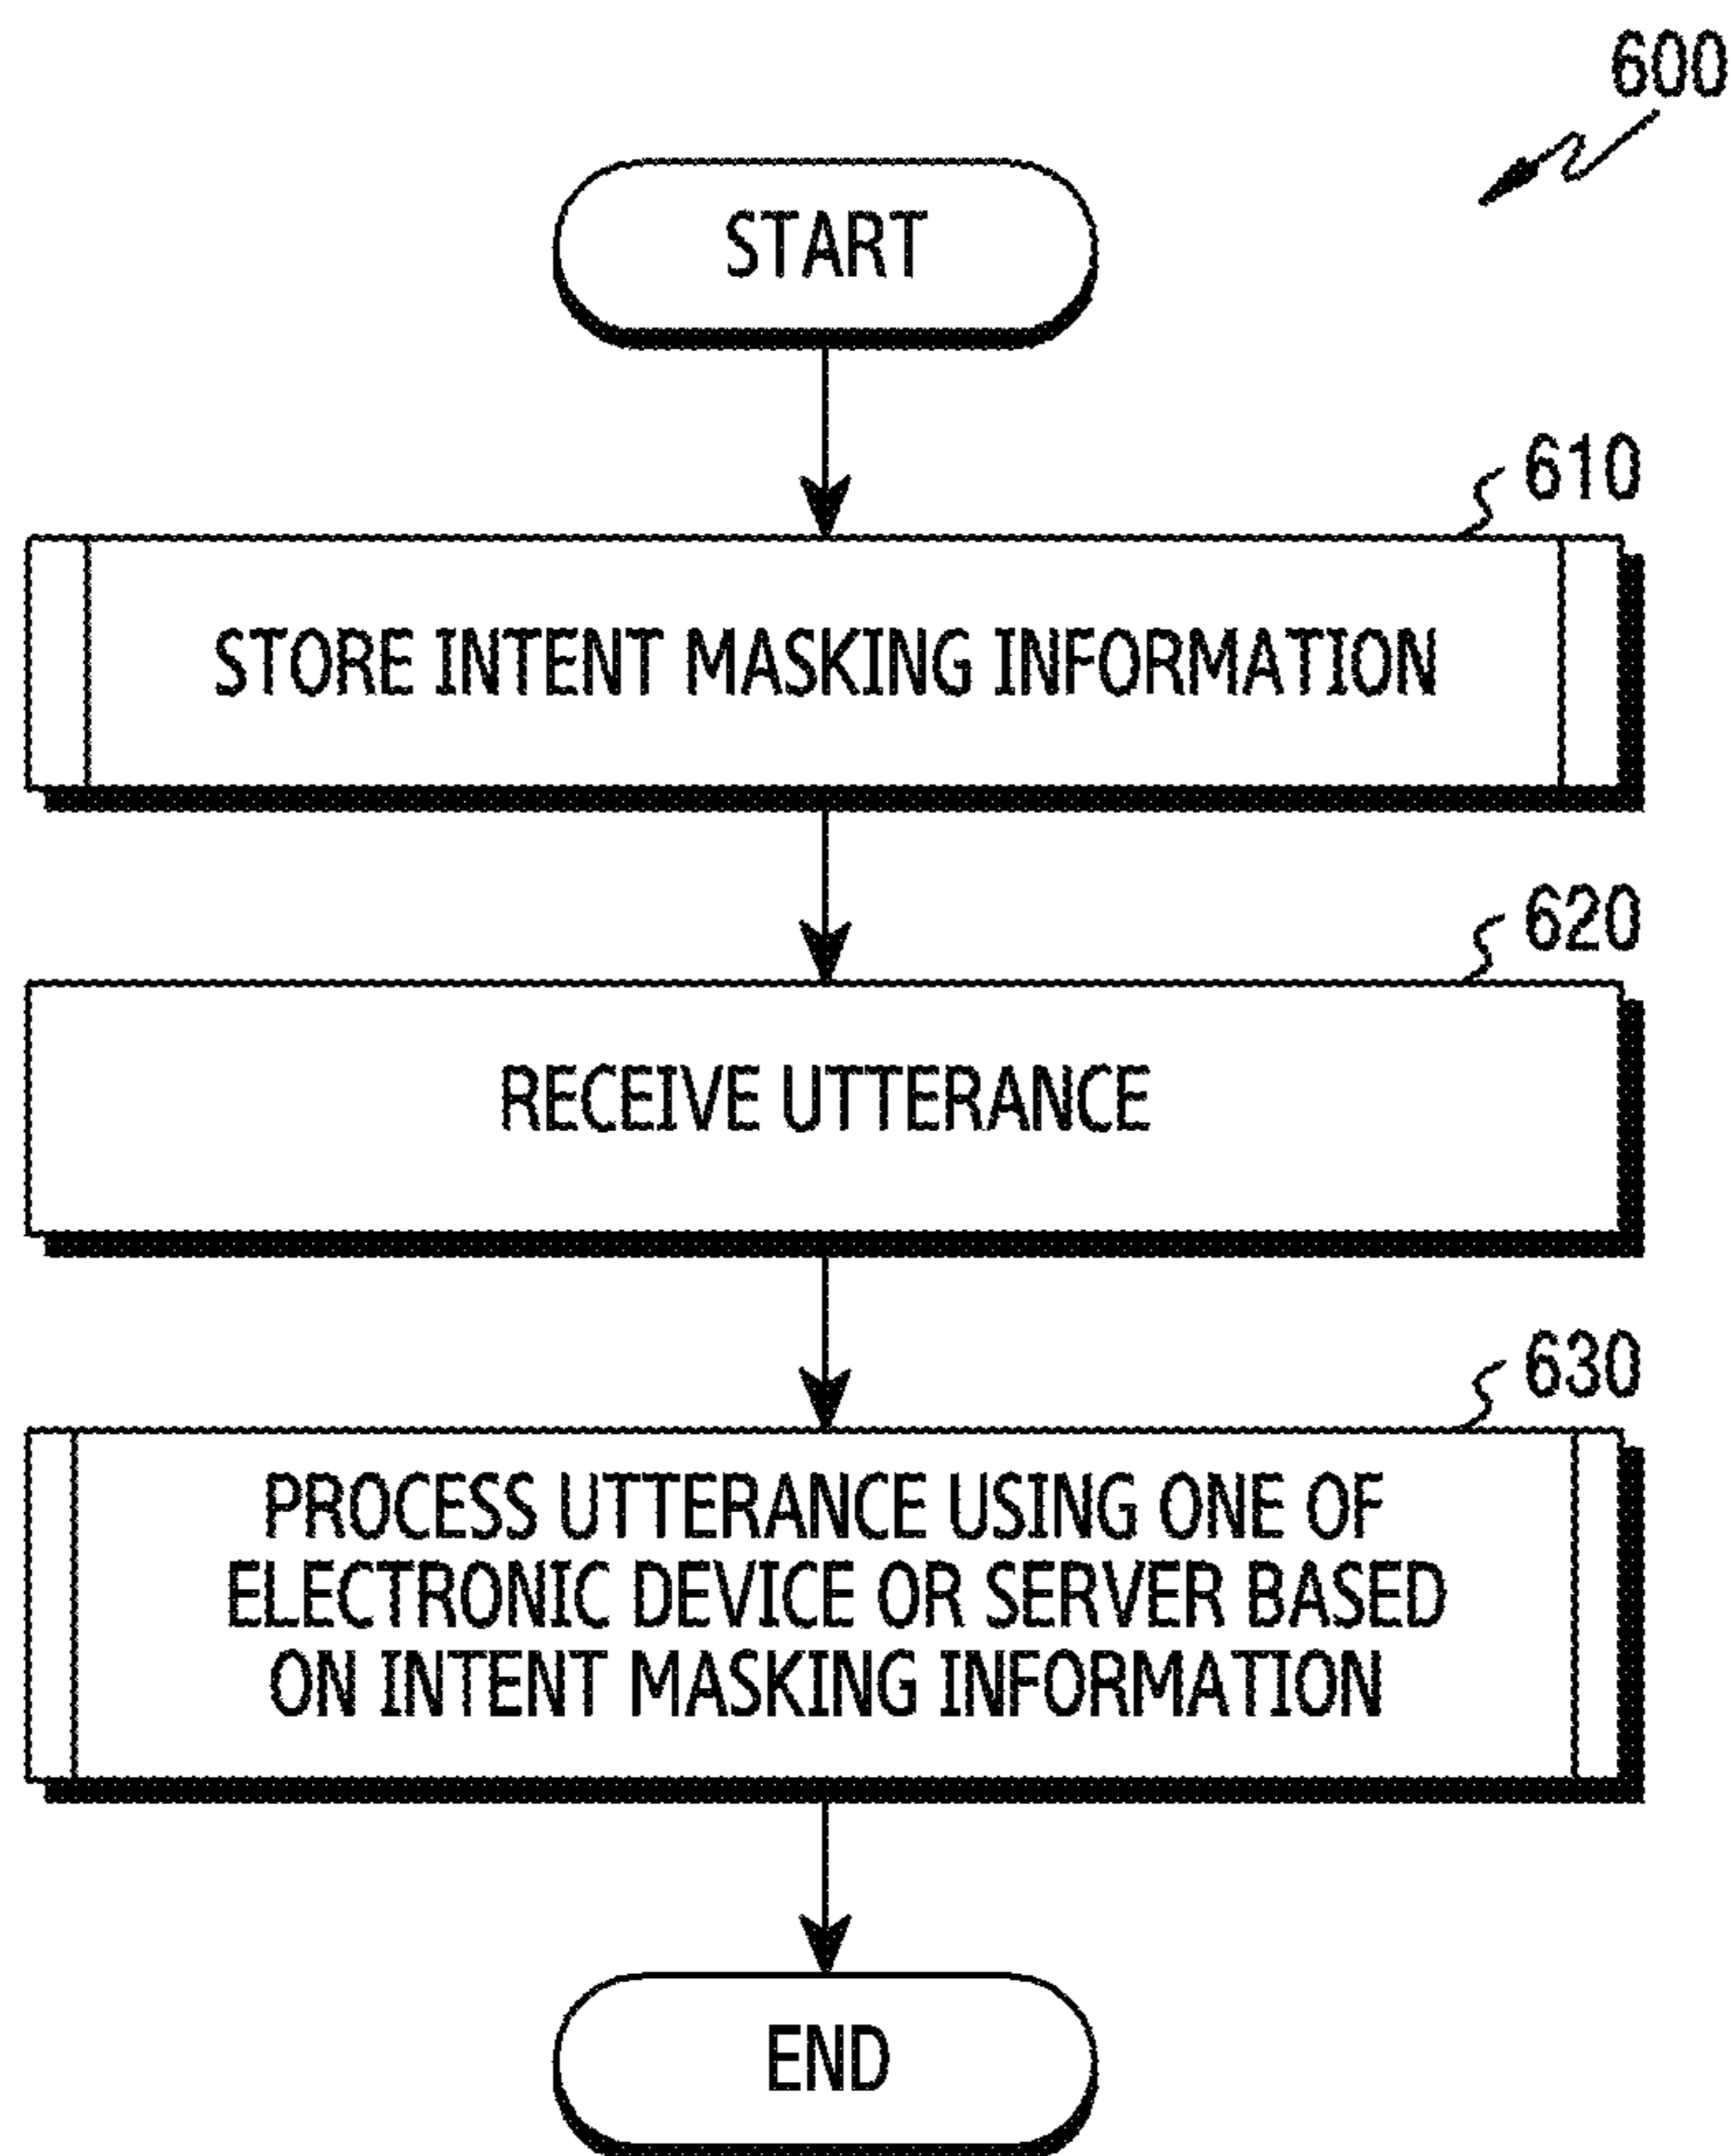 600
START
610
STORE INTENT MASKING INFORMATION
620
RECEIVE UTTERANCE
630
PROCESS UTTERANCE USING ONE OF
ELECTRONIC DEVICE OR SERVER BASED
ON INTENT MASKING INFORMATION
END